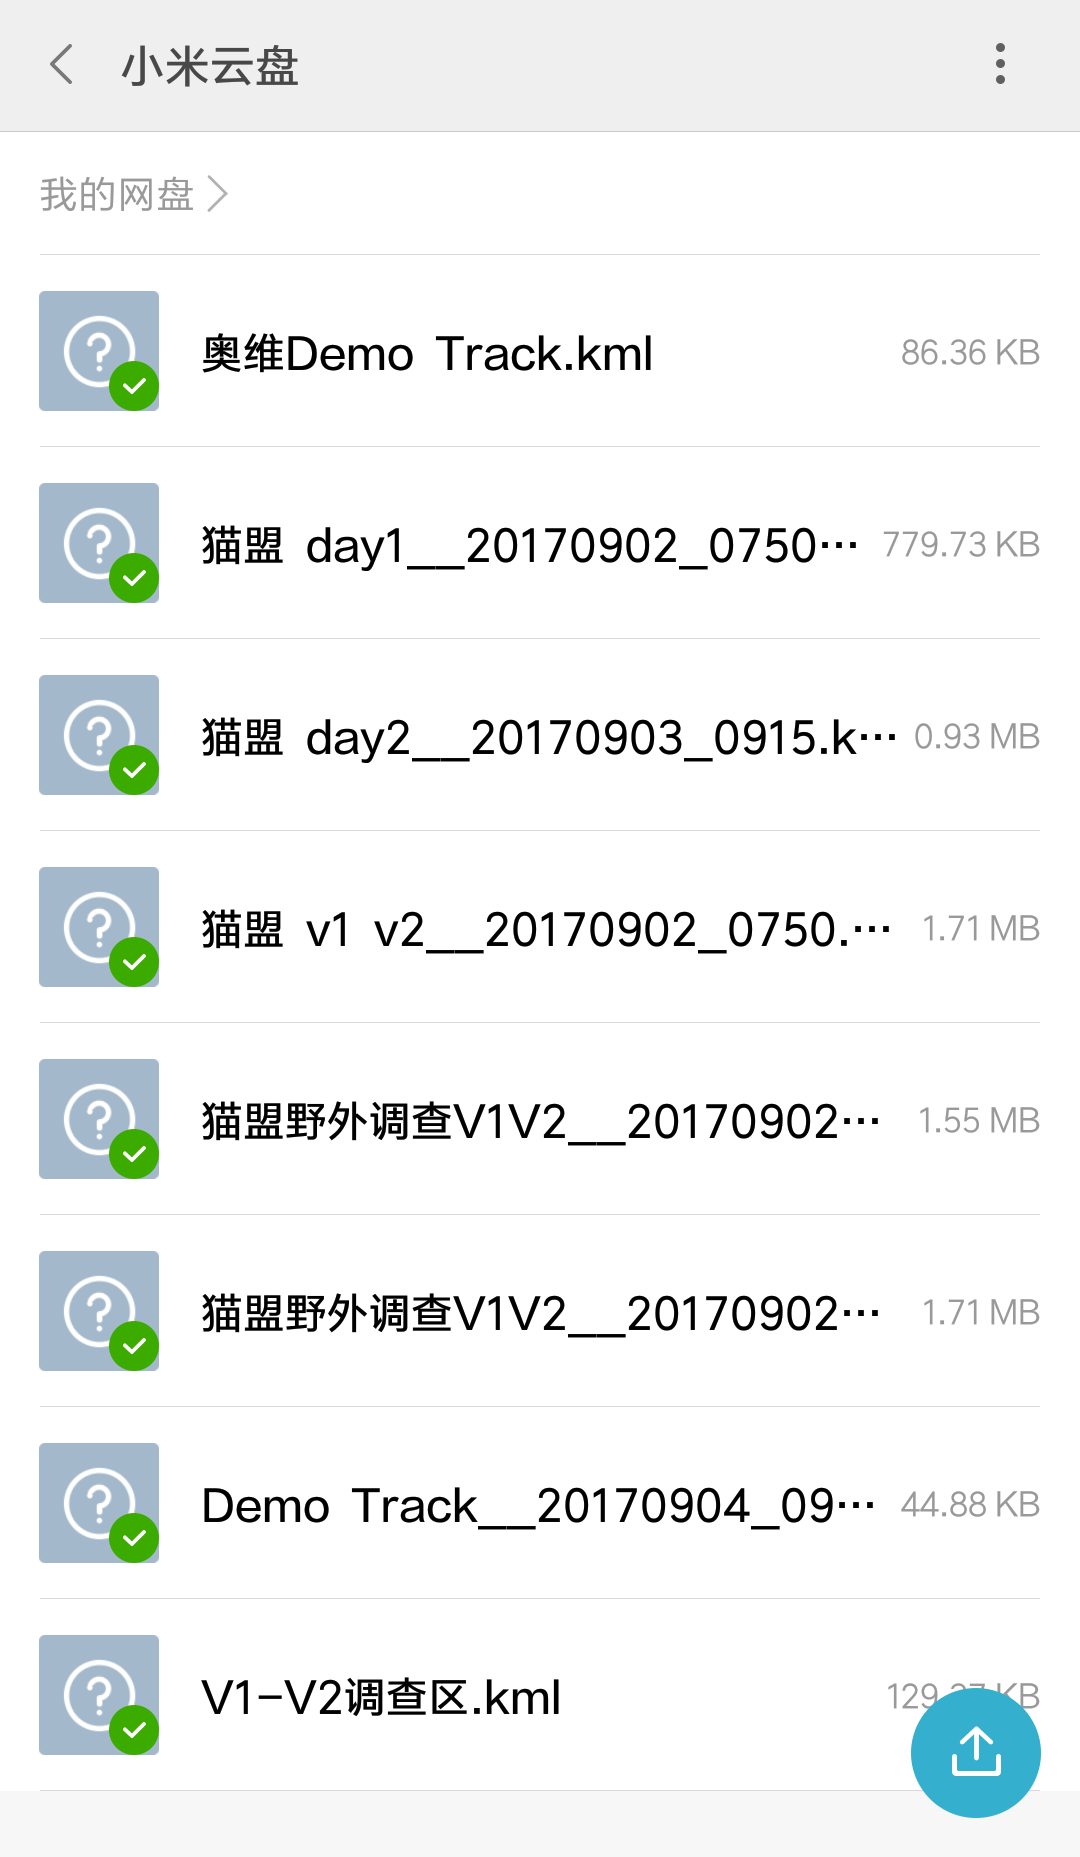 小米云盘
我的网盘
奥维Demo Track.kml 86.36 KB
猫盟 day1__20170902_0750… 779.73 KB
猫盟 day2__20170903_0915.k… 0.93 MB
猫盟 v1 v2__20170902_0750.… 1.71 MB
猫盟野外调查V1V2__20170902… 1.55 MB
猫盟野外调查V1V2__20170902… 1.71 MB
Demo Track__20170904_09… 44.88 KB
V1-V2调查区.kml KB